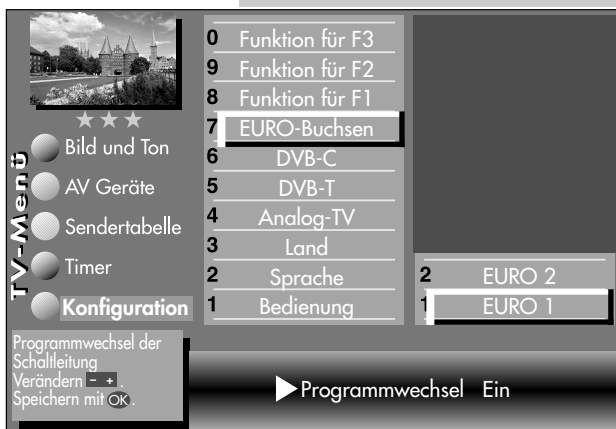 TV-Menü
Bild und Ton
AV Geräte
Sendertabelle
Timer
Konfiguration
0 Funktion für F3
9 Funktion für F2
8 Funktion für F1
7 EURO-Buchsen
6 DVB-C
5 DVB-T
4 Analog-TV
3 Land
2 Sprache
1 Bedienung
2 EURO 2
1 EURO 1
Programmwechsel der
Schaltleitung
Verändern - + .
Speichern mit OK.
Programmwechsel Ein